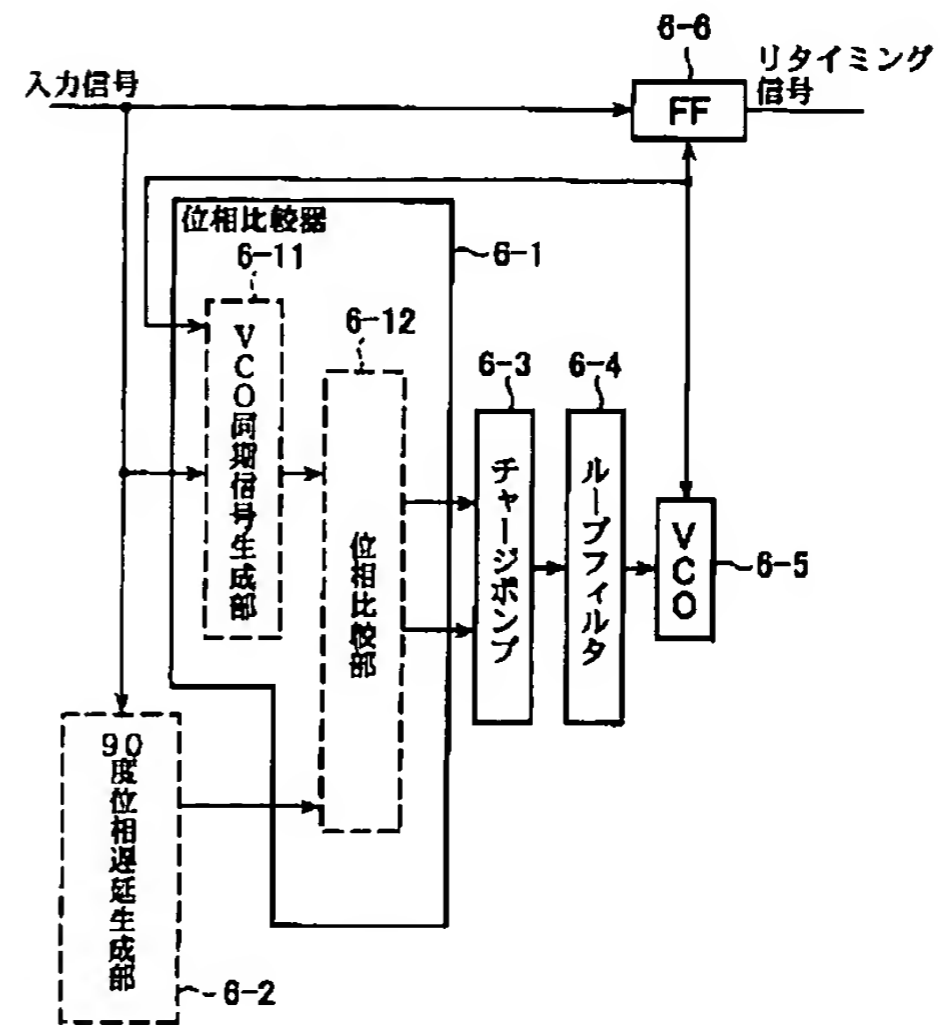 6-6
入力信号
リタイミング
信号
FF
位相比較器
6-1
6-11
VCO同期信号生成部
6-12
位相比較部
6-3
チャージポンプ
6-4
ループフィルタ
VCO
6-5
90度位相遅延生成部
6-2